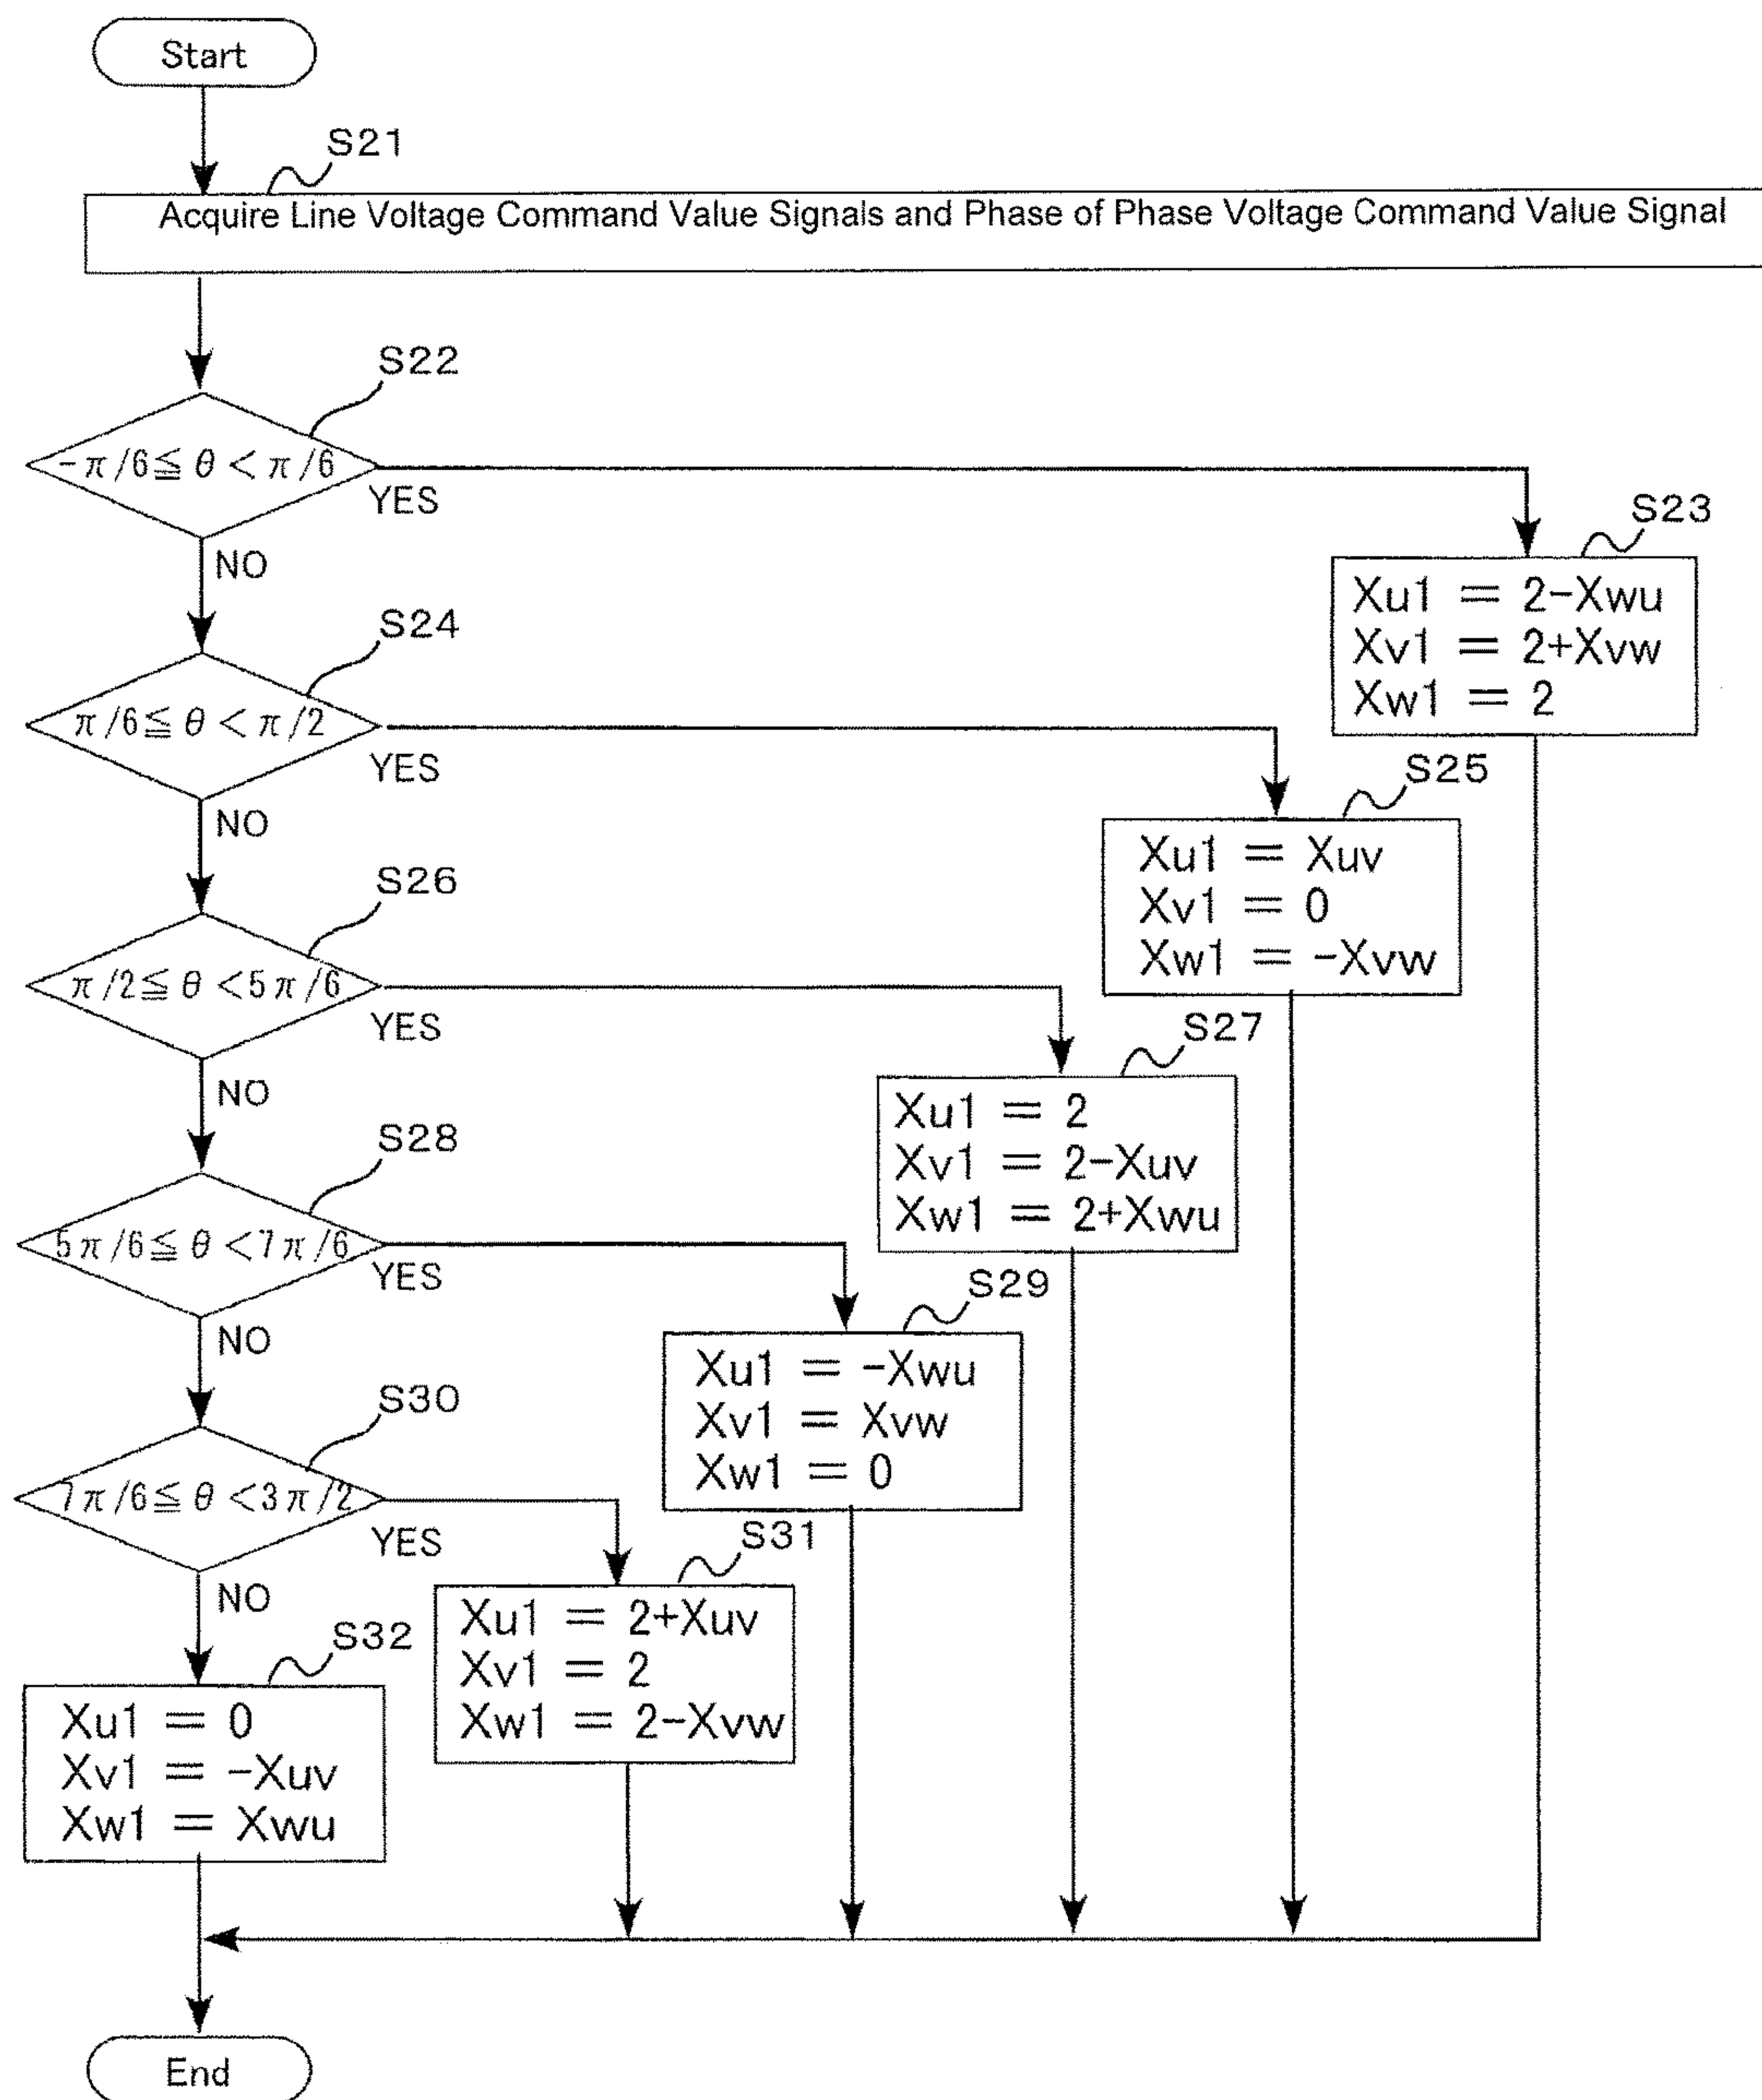 Start
S21
Acquire Line Voltage Command Value Signals and Phase of Phase Voltage Command Value Signal
S22
-π/6≦θ<π/6
YES
NO
S23
Xu1 = 2-Xwu
Xv1 = 2+Xvw
Xw1 = 2
S24
π/6≦θ<π/2
YES
NO
S25
Xu1 = Xuv
Xv1 = 0
Xw1 = -Xvw
S26
π/2≦θ<5π/6
YES
NO
S27
Xu1 = 2
Xv1 = 2-Xuv
Xw1 = 2+Xwu
S28
5π/6≦θ<7π/6
YES
NO
S29
Xu1 = -Xwu
Xv1 = Xvw
Xw1 = 0
S30
7π/6≦θ<3π/2
YES
NO
S31
Xu1 = 2+Xuv
Xv1 = 2
Xw1 = 2-Xvw
S32
Xu1 = 0
Xv1 = -Xuv
Xw1 = Xwu
End